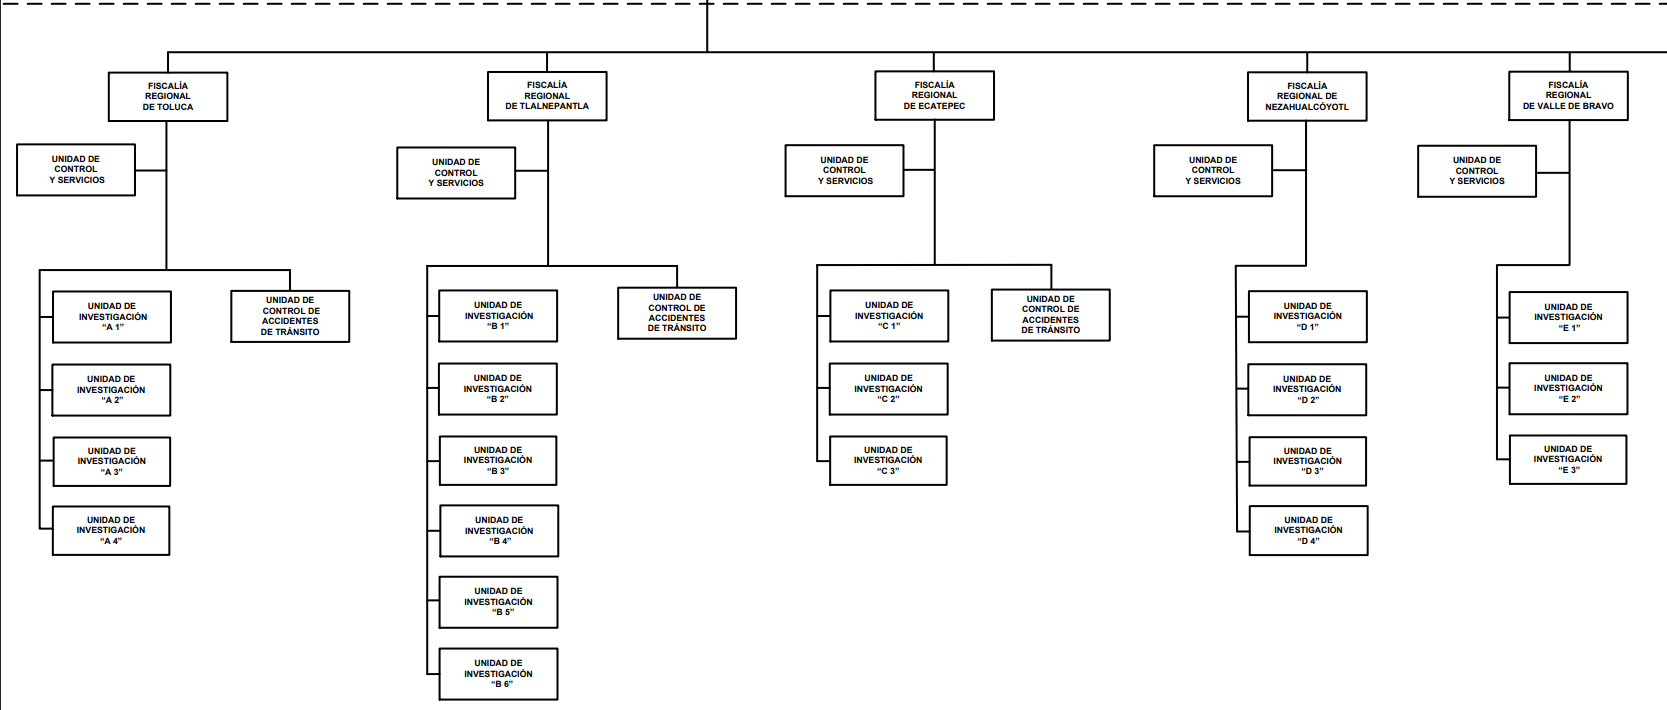 FISCALÍA
REGIONAL
DE TOLUCA
FISCALÍA
REGIONAL
DE TLALNEPANTLA
FISCALÍA
REGIONAL
DE ECATEPEC
FISCALÍA
REGIONAL DE
NEZAHUALCÓYOTL
FISCALÍA
REGIONAL
DE VALLE DE BRAVO
UNIDAD DE
CONTROL
Y SERVICIOS
UNIDAD DE
CONTROL
Y SERVICIOS
UNIDAD DE
CONTROL
Y SERVICIOS
UNIDAD DE
CONTROL
Y SERVICIOS
UNIDAD DE
CONTROL
Y SERVICIOS
UNIDAD DE
INVESTIGACIÓN
“A 1”
UNIDAD DE
CONTROL DE
ACCIDENTES
DE TRÁNSITO
UNIDAD DE
INVESTIGACIÓN
“B 1”
UNIDAD DE
CONTROL DE
ACCIDENTES
DE TRÁNSITO
UNIDAD DE
INVESTIGACIÓN
“C 1”
UNIDAD DE
CONTROL DE
ACCIDENTES
DE TRÁNSITO
UNIDAD DE
INVESTIGACIÓN
“D 1”
UNIDAD DE
INVESTIGACIÓN
“E 1”
UNIDAD DE
INVESTIGACIÓN
“A 2”
UNIDAD DE
INVESTIGACIÓN
“B 2”
UNIDAD DE
INVESTIGACIÓN
“C 2”
UNIDAD DE
INVESTIGACIÓN
“D 2”
UNIDAD DE
INVESTIGACIÓN
“E 2”
UNIDAD DE
INVESTIGACIÓN
“A 3”
UNIDAD DE
INVESTIGACIÓN
“B 3”
UNIDAD DE
INVESTIGACIÓN
“C 3”
UNIDAD DE
INVESTIGACIÓN
“D 3”
UNIDAD DE
INVESTIGACIÓN
“E 3”
UNIDAD DE
INVESTIGACIÓN
“A 4”
UNIDAD DE
INVESTIGACIÓN
“B 4”
UNIDAD DE
INVESTIGACIÓN
“D 4”
UNIDAD DE
INVESTIGACIÓN
“B 5”
UNIDAD DE
INVESTIGACIÓN
“B 6”